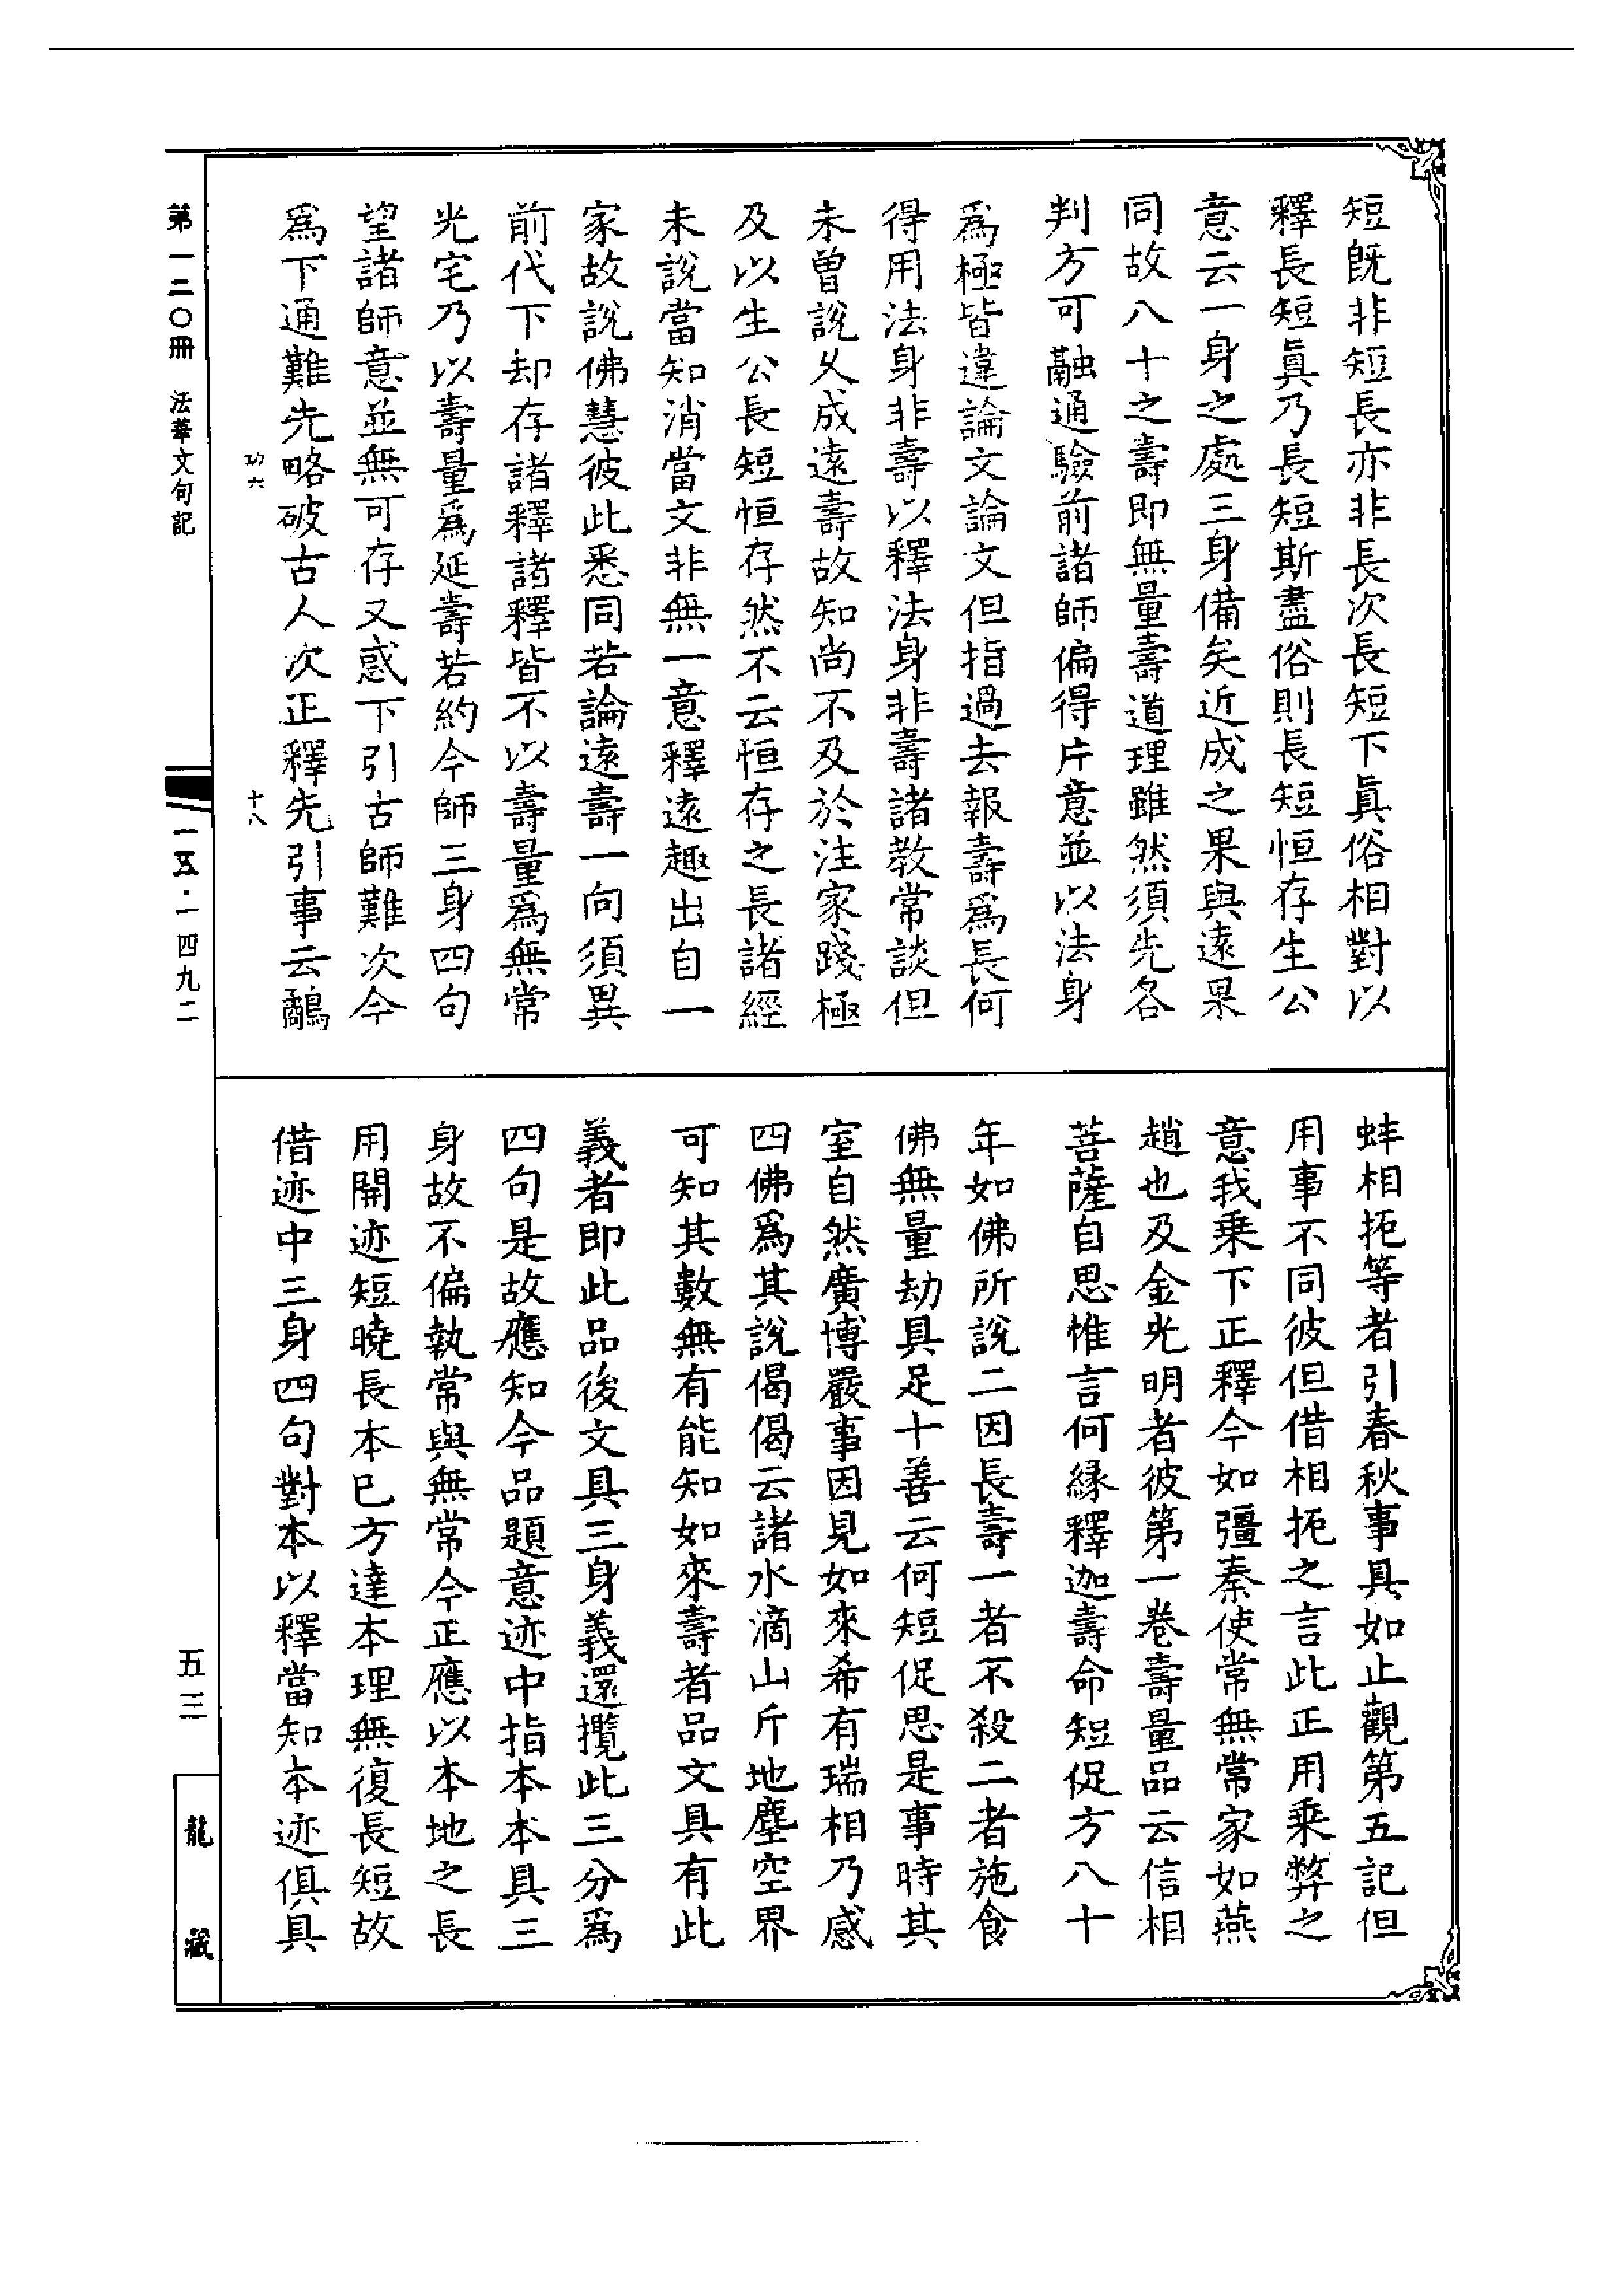 短既非短長亦非長次長短下眞俗相對以
釋長短眞乃長短斯盡俗則長短恒存生公
意云一身之處三身備矣近成之果與遠果
同故八十之壽即無量壽道理雖然須先各
判方可融通驗前諸師偏得片意並以法身
爲極皆違論文論文但指過去報壽爲長何
得用法身非壽以釋法身非壽諸教常談但
未曾說乆成遠壽故知尚不及於注家踐極
及以生公長短恒存然不云恒存之長諸經
未說當知消當文非無一意釋遠趣出自一
家故說佛慧彼此悉同若論遠壽一向須異
前代下却存諸釋諸釋皆不以壽量爲無常
光宅乃以壽量爲延壽若約今師三身四句
望諸師意並無可存又惑下引古師難次今
爲下通難先略破古人次正釋先引事云鷸
蚌相扼等者引春秋事具如止觀第五記但
用事不同彼但借相扼之言此正用乘弊之
意我乘下正釋今如彊秦使常無常家如燕
趙也及金光明者彼第一卷壽量品云信相
菩薩自思惟言何緣釋迦壽命短促方八十
年如佛所說二因長壽一者不殺二者施食
佛無量劫具足十善云何短促思是事時其
室自然廣博嚴事因見如來希有瑞相乃感
四佛爲其說偈偈云諸水滴山斤地塵空界
可知其數無有能知如來壽者品文具有此
義者即此品後文具三身義還攬此三分爲
四句是故應知今品題意迹中指本本具三
身故不偏執常與無常今正應以本地之長
用開迹短曉長本已方達本理無復長短故
借迹中三身四句對本以釋當知本迹俱具
功六
十八
第一二〇冊 法華文句記
一五·一四九二
五三
龍藏